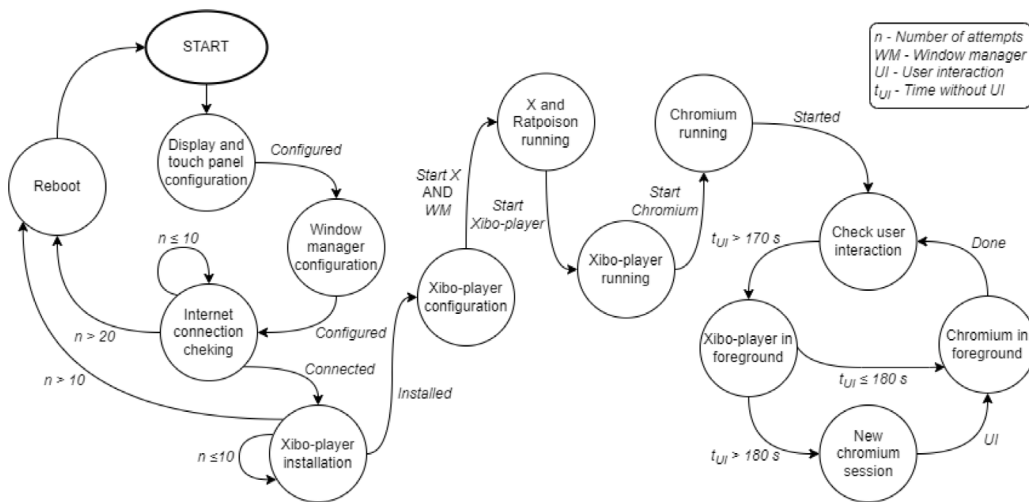 START
n - Number of attempts
WM - Window manager
UI - User interaction
tUI - Time without UI
Reboot
Display and
touch panel
configuration
Configured
Window
manager
configuration
Configured
n ≤ 10
Internet
connection
cheking
n > 20
Connected
n > 10
Xibo-player
installation
n ≤10
Installed
Xibo-player
configuration
Start X
AND
WM
X and
Ratpoison
running
Start
Xibo-player
Xibo-player
running
Start
Chromium
Chromium
running
Started
Check user
interaction
tUI > 170 s
Xibo-player in
foreground
tUI ≤ 180 s
tUI > 180 s
New
chromium
session
UI
Chromium in
foreground
Done